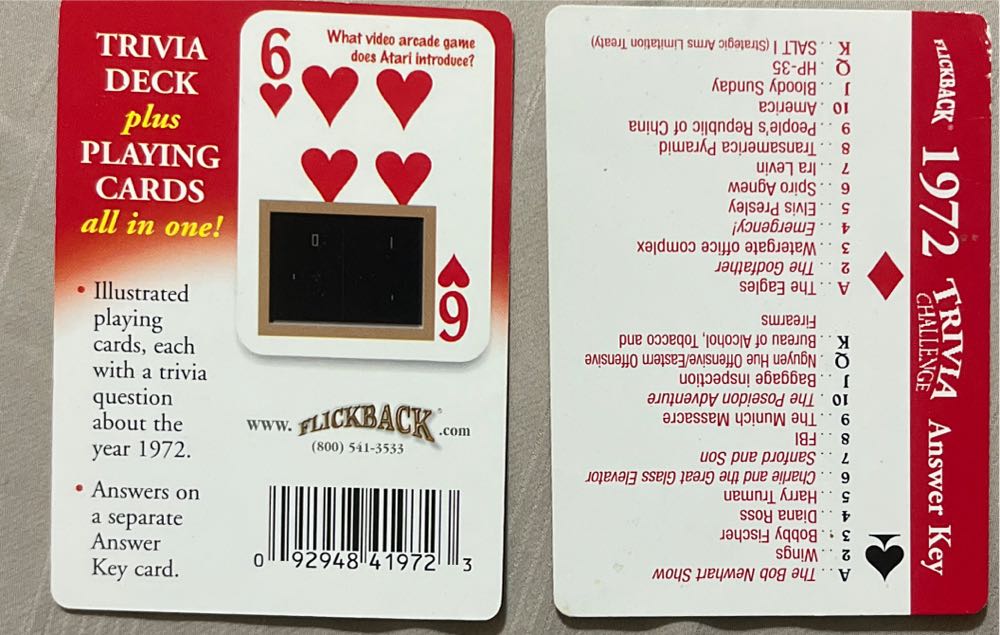 TRIVIA
DECK
plus
PLAYING
CARDS
all in one!
• Illustrated
playing
cards, each
with a trivia
question
about the
year 1972.
• Answers on
a separate
Answer
Key card.
6
What video arcade game
does Atari introduce?
6
www.FLICKBACK®.com
(800) 541-3533
0 92948 41972 3
FLICKBACK® 1972 TRIVIA CHALLENGE Answer Key
A . . The Bob Newhart Show
2 . . Wings
3 . . Bobby Fischer
4 . . Diana Ross
5 . . Harry Truman
6 . . Charlie and the Great Glass Elevator
7 . . Sanford and Son
8 . . FBI
9 . . The Munich Massacre
10 . The Poseidon Adventure
J . . Baggage inspection
Q . Nguyen Hue Offensive/Eastern Offensive
K . . Bureau of Alcohol, Tobacco and
Firearms
A . . The Eagles
2 . . The Godfather
3 . . Watergate office complex
4 . . Emergency!
5 . . Elvis Presley
6 . . Spiro Agnew
7 . . Ira Levin
8 . . Transamerica Pyramid
9 . . People's Republic of China
10 . America
J . . Bloody Sunday
Q . HP-35
K . . SALT I (Strategic Arms Limitation Treaty)